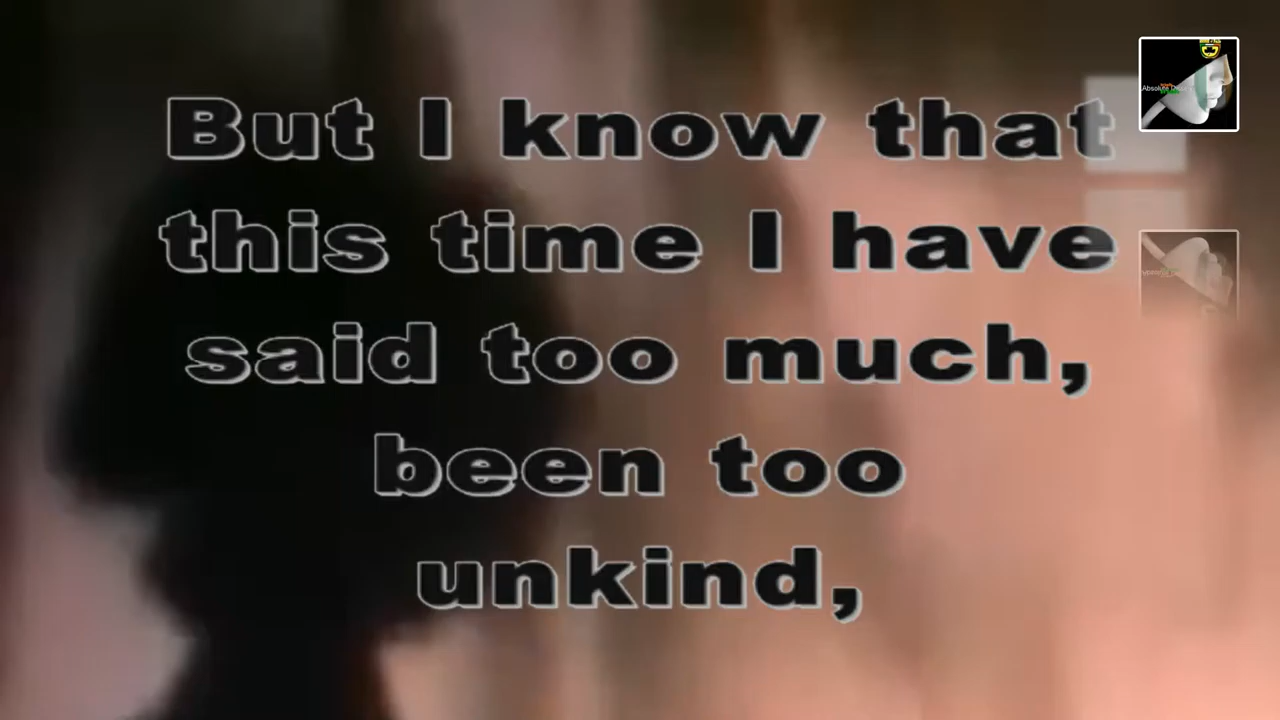 But I know that
this time I have
said too much,
been too
unkind,